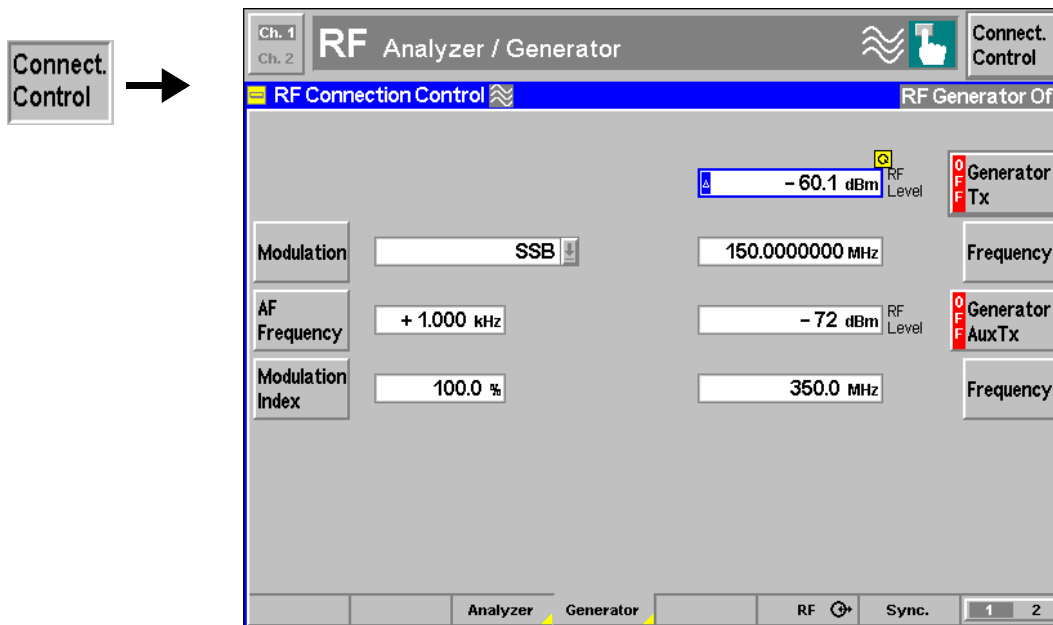 Connect.
Control
Ch. 1
Ch. 2
RF Analyzer / Generator
Connect.
Control
RF Connection Control
RF Generator Of
- 60.1 dBm
RF
Level
OFF
Generator
Tx
Modulation
SSB
150.0000000 MHz
Frequency
AF
Frequency
+ 1.000 kHz
- 72 dBm
RF
Level
OFF
Generator
AuxTx
Modulation
Index
100.0 %
350.0 MHz
Frequency
Analyzer
Generator
RF
Sync.
1 2